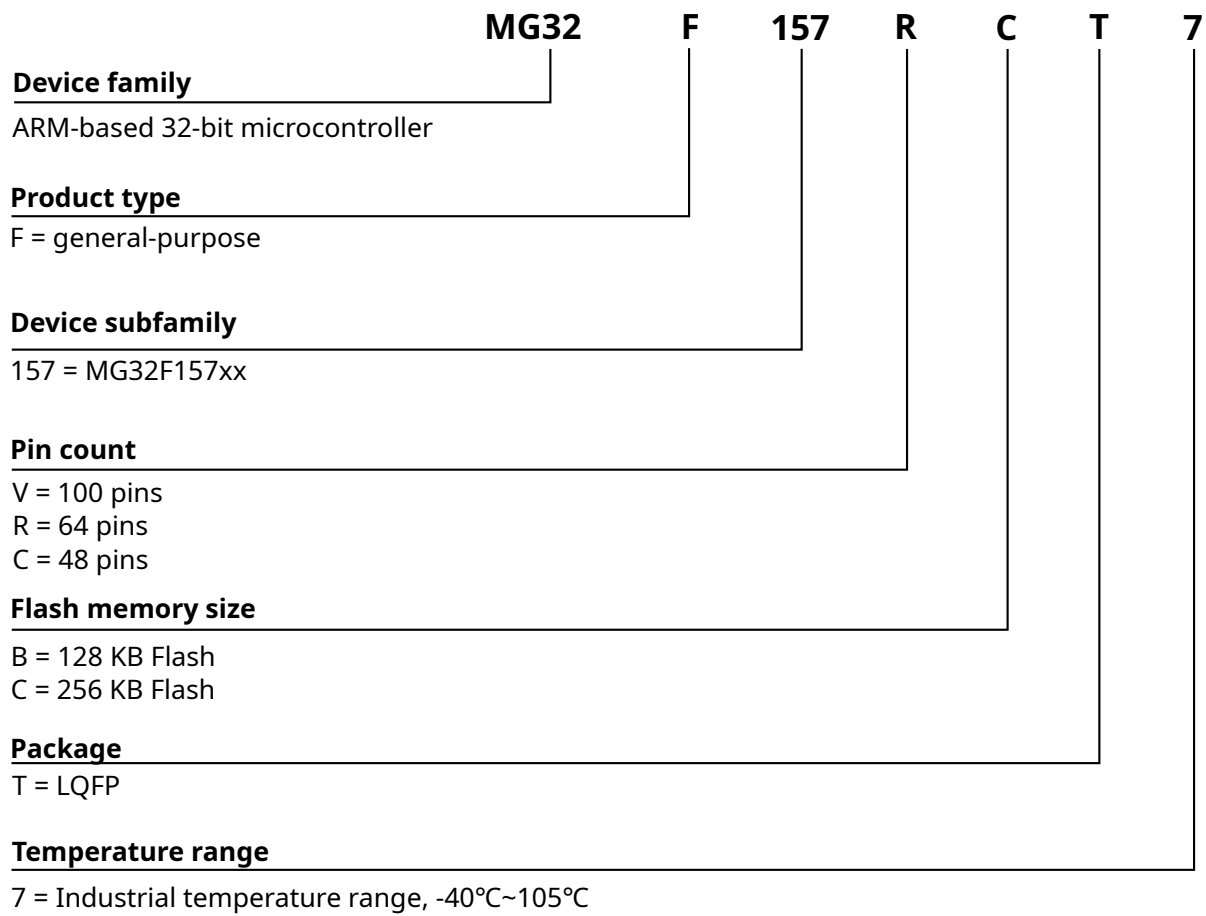 MG32 F 157 R C T 7
Device family
ARM-based 32-bit microcontroller
Product type
F = general-purpose
Device subfamily
157 = MG32F157xx
Pin count
V = 100 pins
R = 64 pins
C = 48 pins
Flash memory size
B = 128 KB Flash
C = 256 KB Flash
Package
T = LQFP
Temperature range
7 = Industrial temperature range, -40℃~105℃